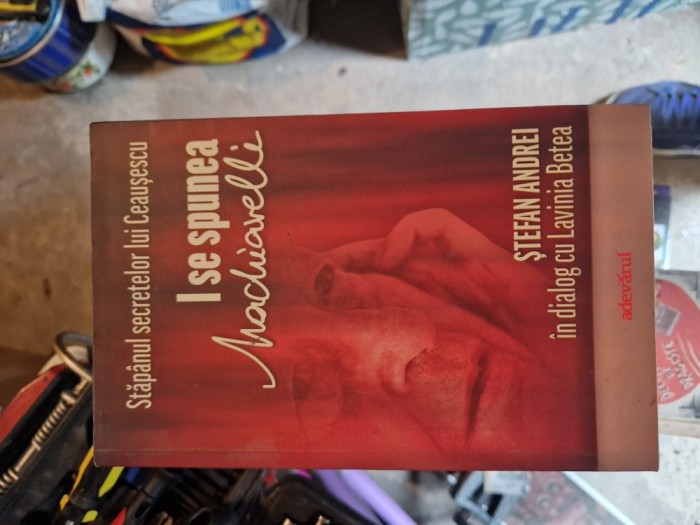 Stăpânul secretelor lui Ceaușescu
I se spunea
Machiavelli
ȘTEFAN ANDREI
în dialog cu Lavinia Betea
adevărul